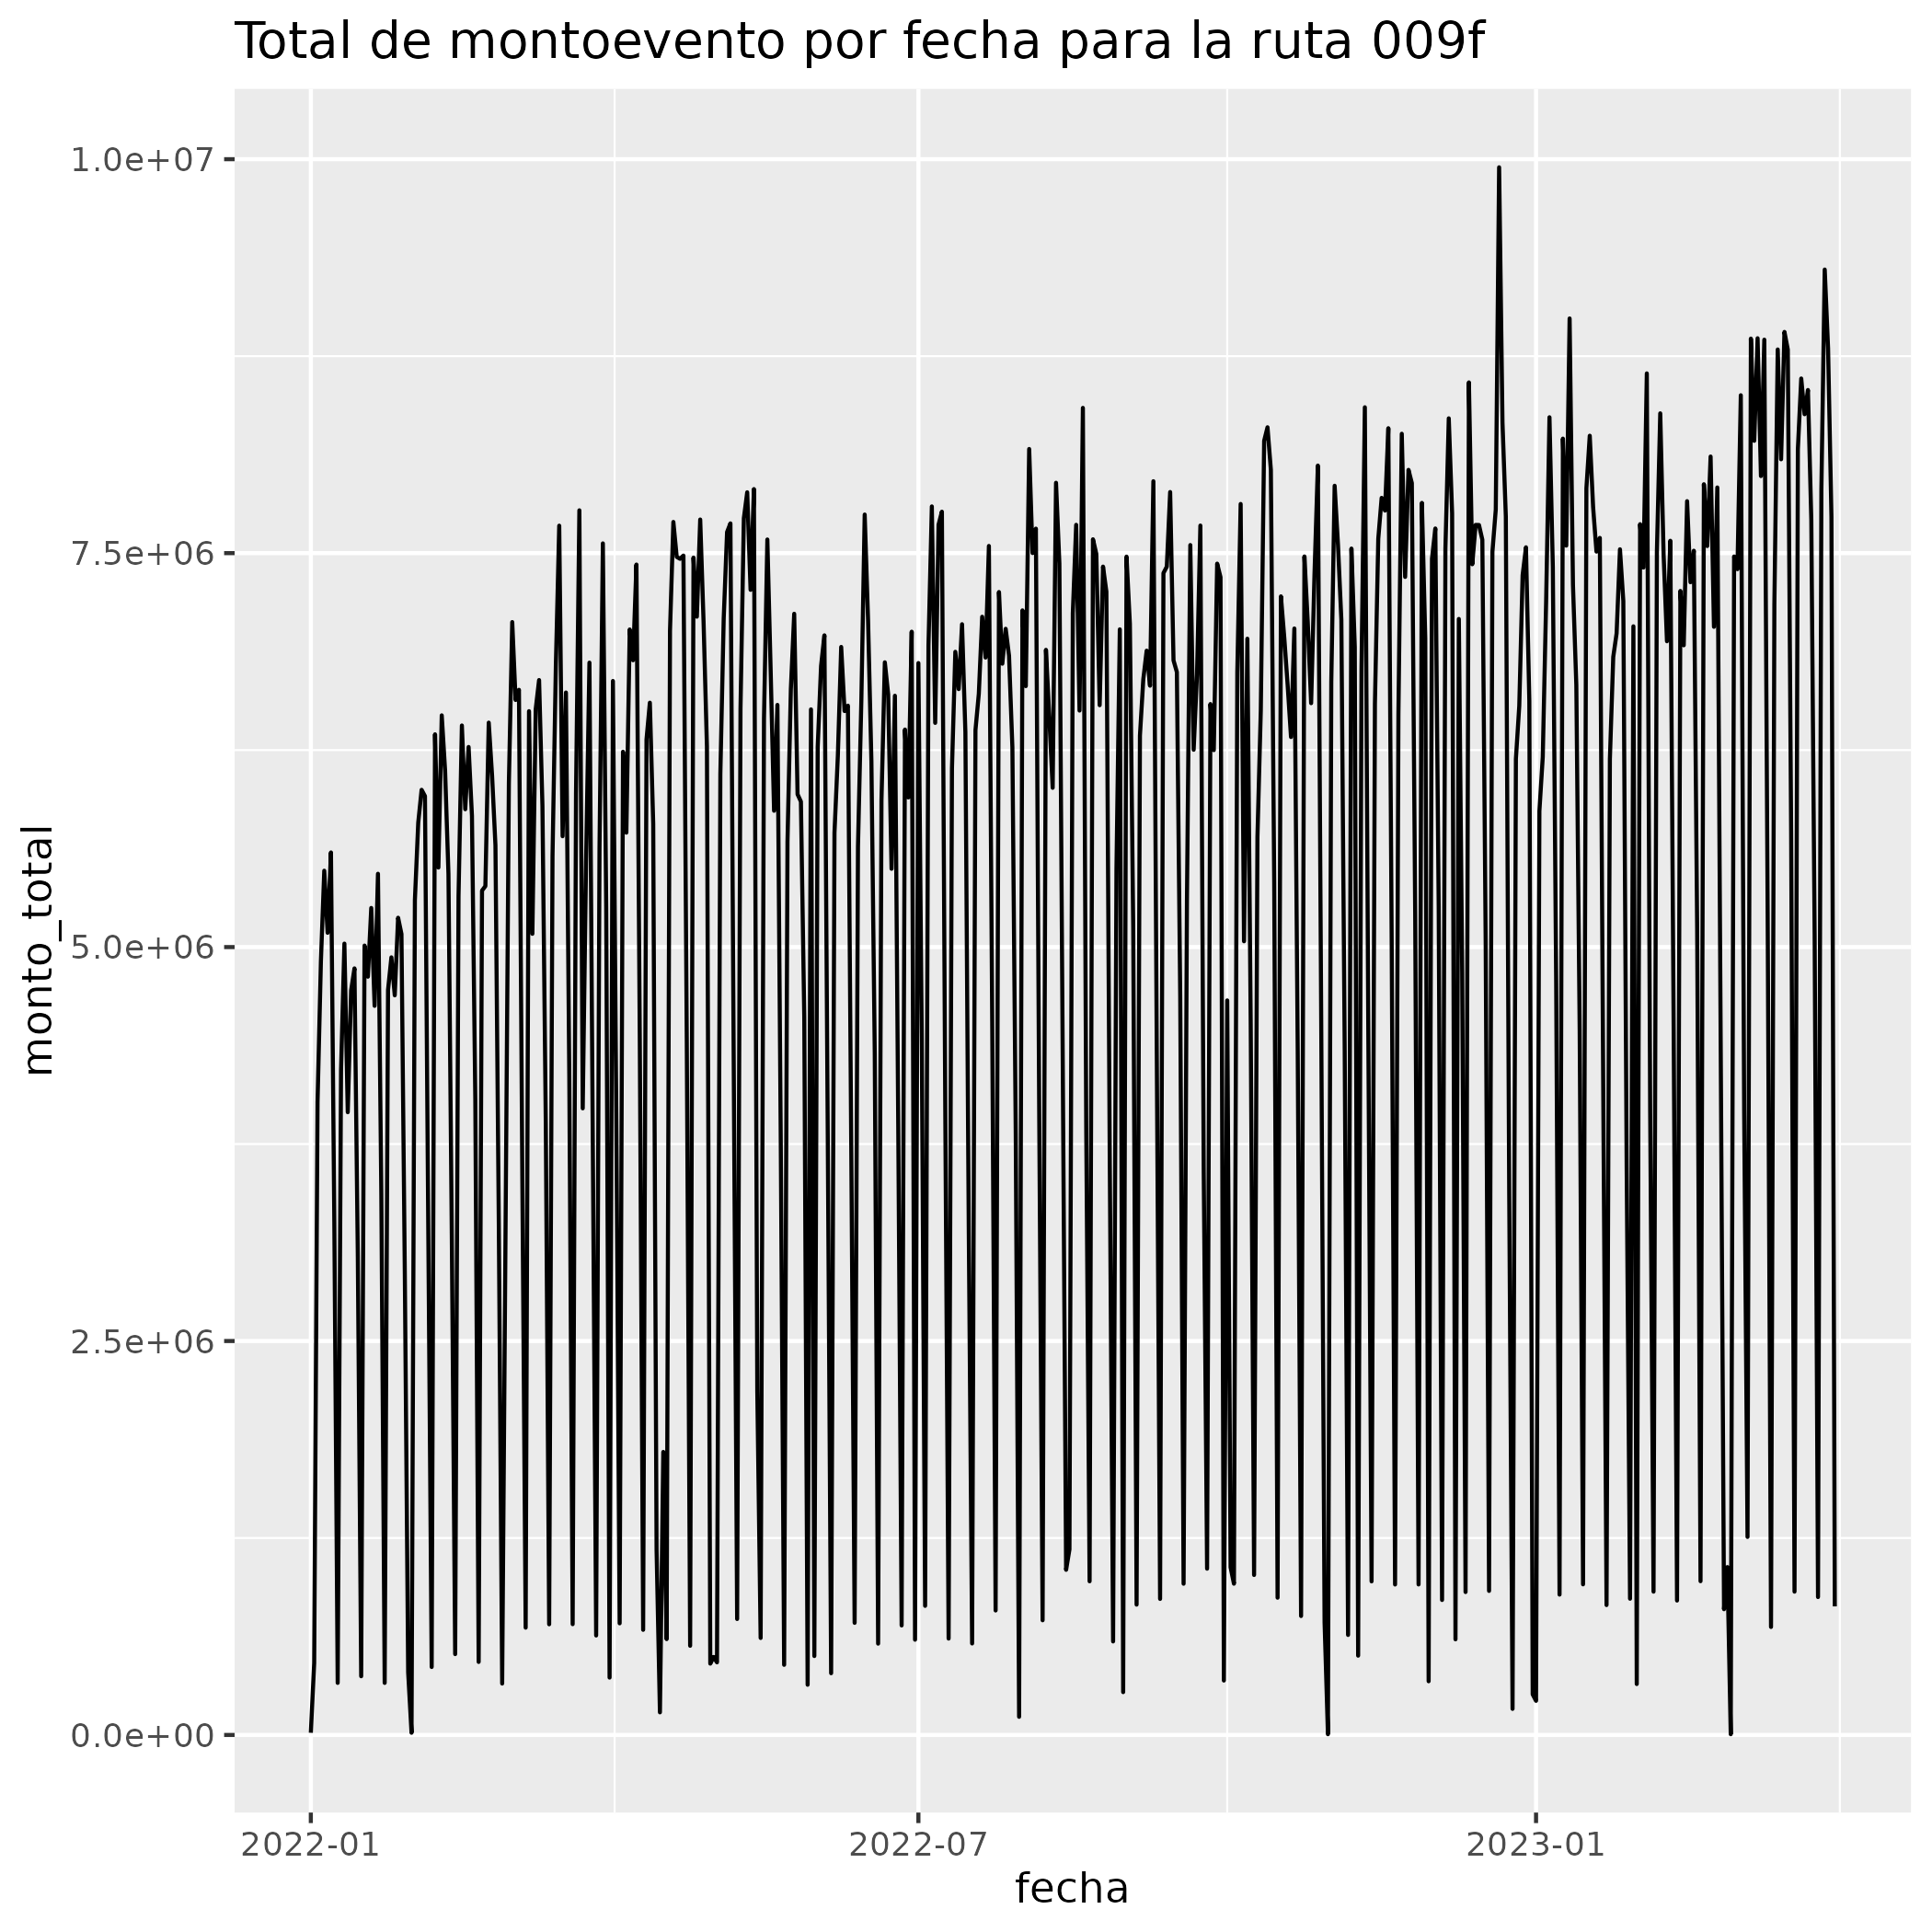 Total de montoevento por fecha para la ruta 009f
1.0e+07
7.5e+06
5.0e+06
2.5e+06
0.0e+00
monto_total
2022-01
2022-07
2023-01
fecha